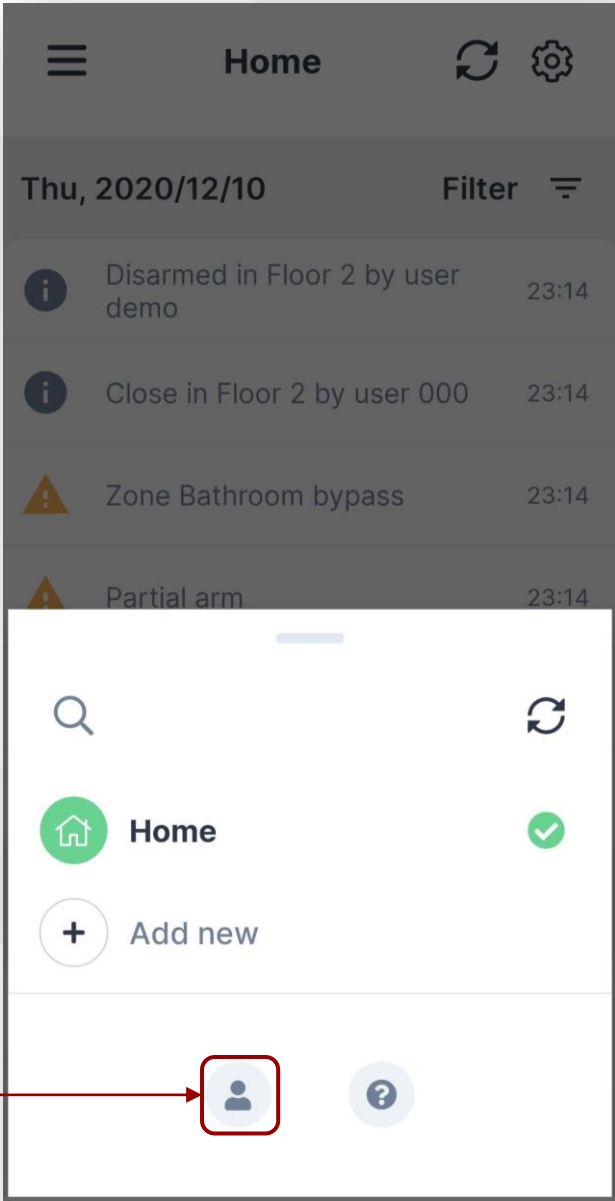 Home
Thu, 2020/12/10 Filter
Disarmed in Floor 2 by user
demo
23:14
Close in Floor 2 by user 000 23:14
Zone Bathroom bypass 23:14
Partial arm 23:14
Home
Add new